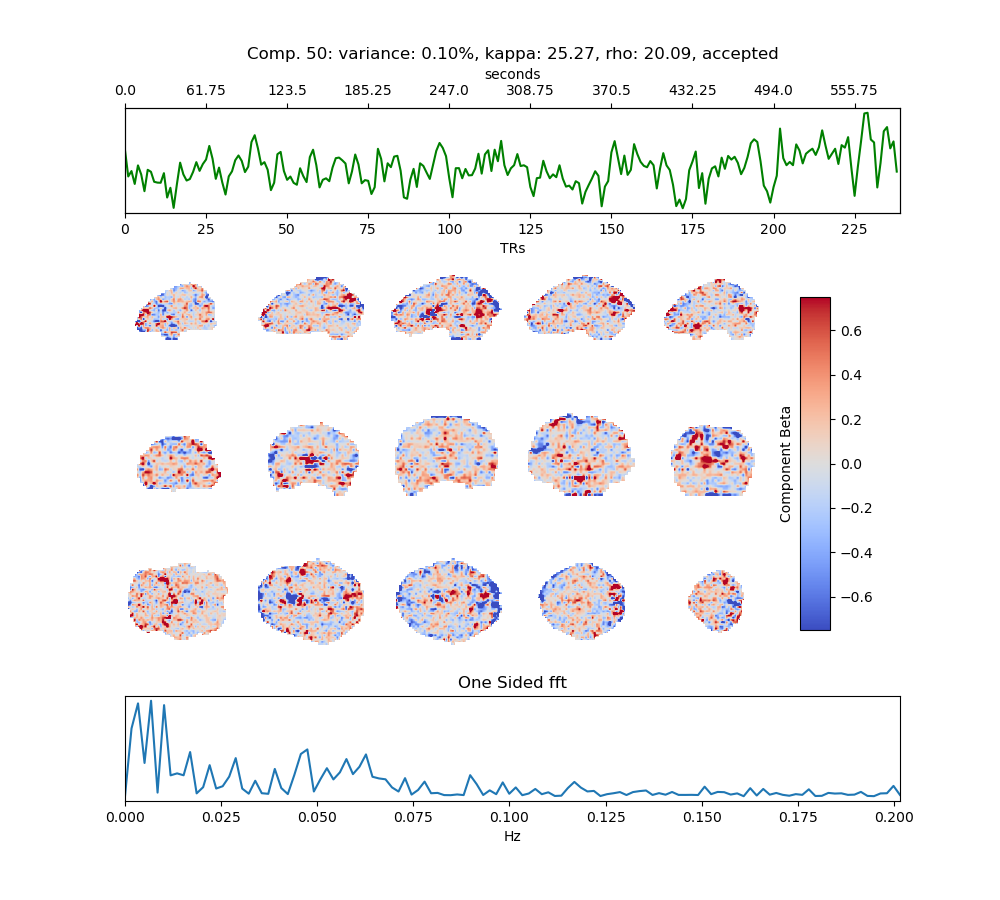 Comp. 50: variance: 0.10%, kappa: 25.27, rho: 20.09, accepted
seconds
0.0 61.75 123.5 185.25 247.0 308.75 370.5 432.25 494.0 555.75
0 25 50 75 100 125 150 175 200 225
TRs
0.6
0.4
0.2
0.0
−0.2
−0.4
−0.6
Component Beta
One Sided fft
0.000 0.025 0.050 0.075 0.100 0.125 0.150 0.175 0.200
Hz